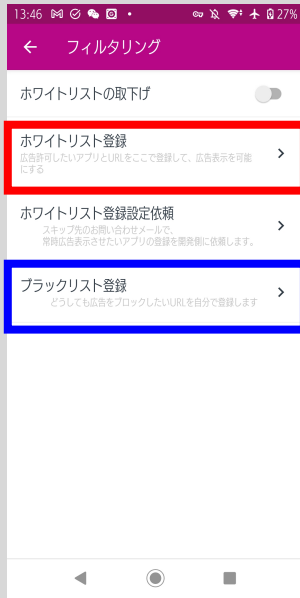 13:46 27%
フィルタリング
ホワイトリストの取下げ
ホワイトリスト登録
広告許可したいアプリとURLをここで登録して、広告表示を可能
にする
ホワイトリスト登録設定依頼
スキップ先のお問い合わせメールで、
常時広告表示させたいアプリの登録を開発側に依頼します。
ブラックリスト登録
どうしても広告をブロックしたいURLを自分で登録します